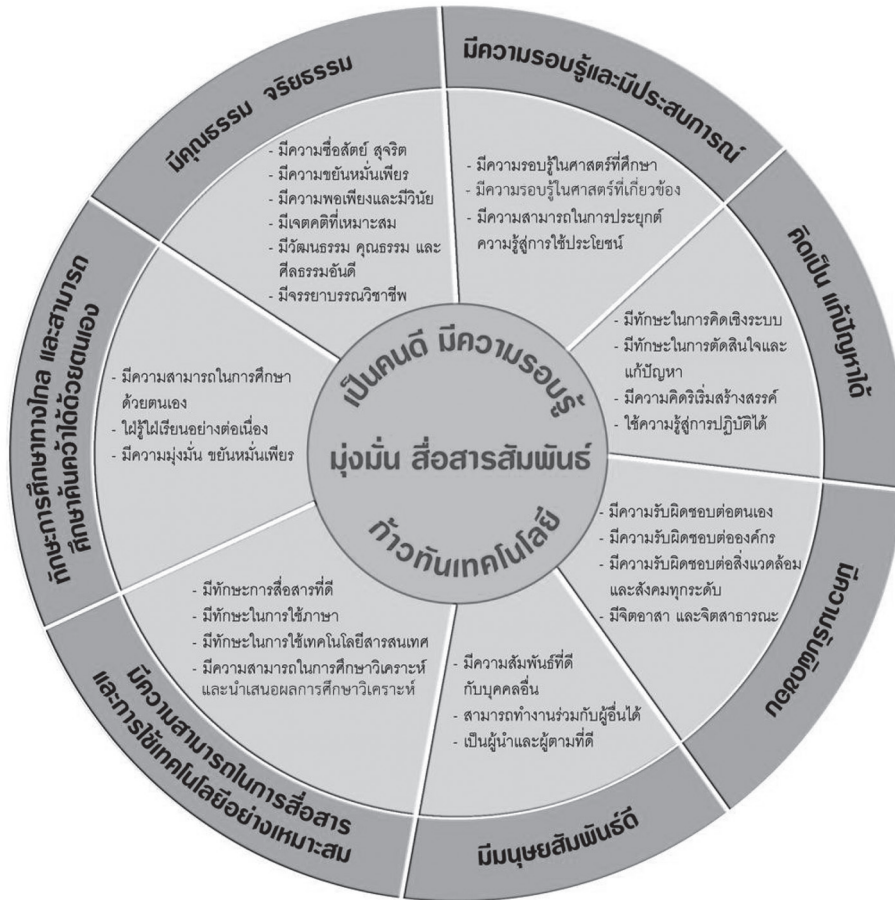 มีคุณธรรม จริยธรรม
- มีความซื่อสัตย์ สุจริต
- มีความขยันหมั่นเพียร
- มีความพอเพียงและมีวินัย
- มีเจตคติที่เหมาะสม
- มีวัฒนธรรม คุณธรรม และ
ศีลธรรมอันดี
- มีจรรยาบรรณวิชาชีพ
มีความรอบรู้และมีประสบการณ์
- มีความรอบรู้ในศาสตร์ที่ศึกษา
- มีความรอบรู้ในศาสตร์ที่เกี่ยวข้อง
- มีความสามารถในการประยุกต์
ความรู้สู่การใช้ประโยชน์
คิดเป็น แก้ปัญหาได้
- มีทักษะในการคิดเชิงระบบ
- มีทักษะในการตัดสินใจและ
แก้ปัญหา
- มีความคิดริเริ่มสร้างสรรค์
- ใช้ความรู้สู่การปฏิบัติได้
มีความรับผิดชอบ
- มีความรับผิดชอบต่อตนเอง
- มีความรับผิดชอบต่อองค์กร
- มีความรับผิดชอบต่อสิ่งแวดล้อม
และสังคมทุกระดับ
- มีจิตอาสา และจิตสาธารณะ
มีมนุษยสัมพันธ์ดี
- มีความสัมพันธ์ที่ดี
กับบุคคลอื่น
- สามารถทำงานร่วมกับผู้อื่นได้
- เป็นผู้นำและผู้ตามที่ดี
มีความสามารถในการสื่อสาร
และการใช้เทคโนโลยีอย่างเหมาะสม
- มีทักษะการสื่อสารที่ดี
- มีทักษะในการใช้ภาษา
- มีทักษะในการใช้เทคโนโลยีสารสนเทศ
- มีความสามารถในการศึกษาวิเคราะห์
และนำเสนอผลการศึกษาวิเคราะห์
ทักษะการศึกษาทางไกล และสามารถ
ศึกษาค้นคว้าได้ด้วยตนเอง
- มีความสามารถในการศึกษา
ด้วยตนเอง
- ใฝ่รู้ใฝ่เรียนอย่างต่อเนื่อง
- มีความมุ่งมั่น ขยันหมั่นเพียร
เป็นคนดี มีความรอบรู้
มุ่งมั่น สื่อสารสัมพันธ์
ก้าวทันเทคโนโลยี